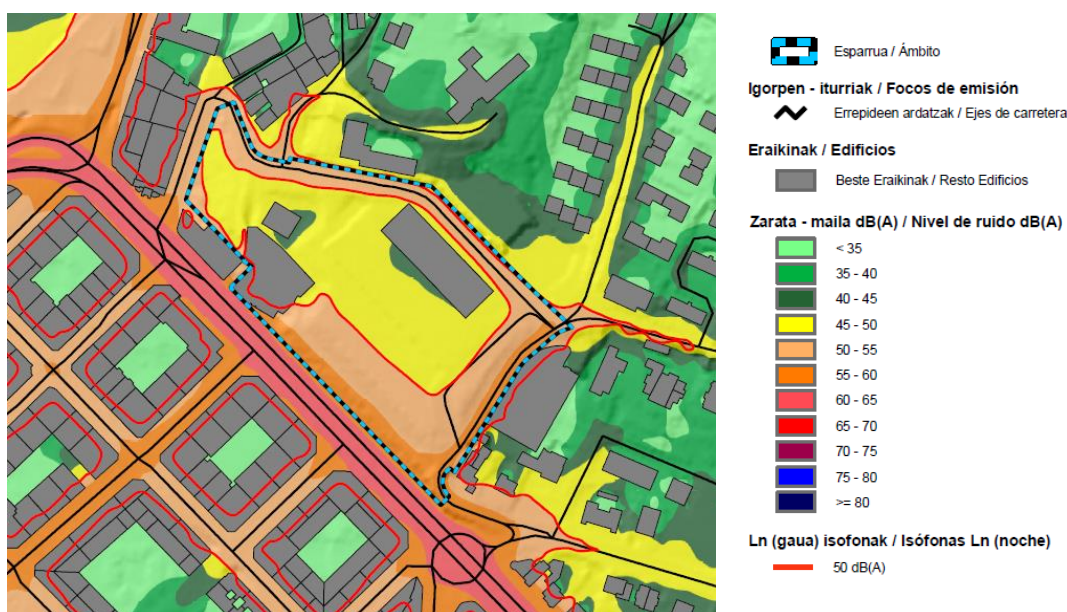 Esparrua / Ámbito
Igorpen - iturriak / Focos de emisión
Errepideen ardatzak / Ejes de carretera
Eraikinak / Edificios
Beste Eraikinak / Resto Edificios
Zarata - maila dB(A) / Nivel de ruido dB(A)
< 35
35 - 40
40 - 45
45 - 50
50 - 55
55 - 60
60 - 65
65 - 70
70 - 75
75 - 80
>= 80
Ln (gaua) isofonak / Isófonas Ln (noche)
50 dB(A)